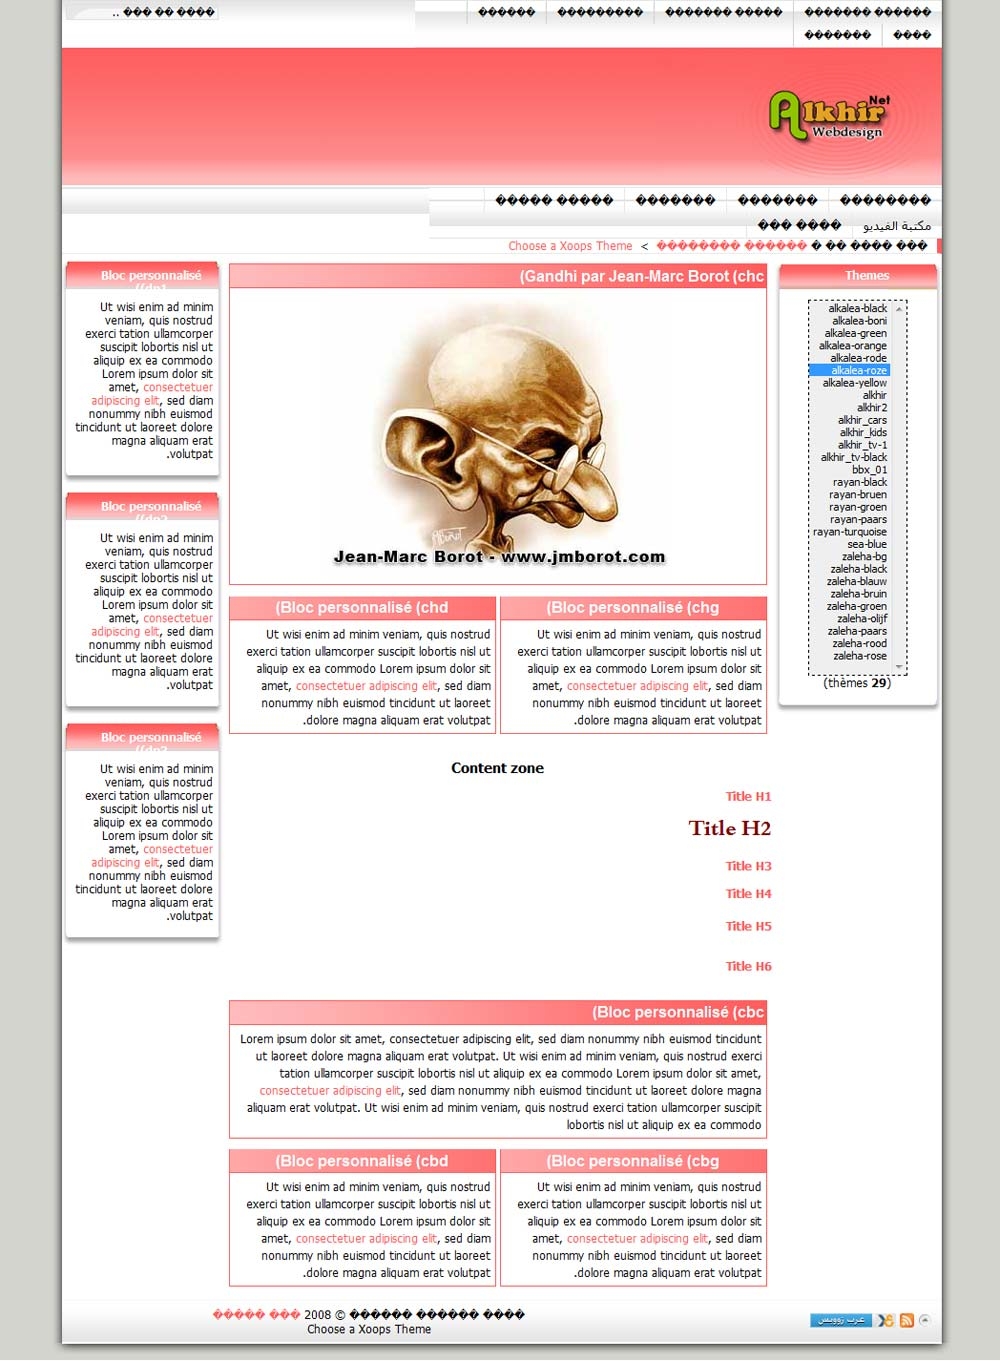 Alkhir Net
Webdesign
مكتبة الفيديو
Choose a Xoops Theme <
Bloc personnalisé
Ut wisi enim ad minim
veniam, quis nostrud
exerci tation ullamcorper
suscipit lobortis nisl ut
aliquip ex ea commodo
Lorem ipsum dolor sit
amet, consectetuer
adipiscing elit, sed diam
nonummy nibh euismod
tincidunt ut laoreet dolore
magna aliquam erat
.volutpat
Bloc personnalisé
Ut wisi enim ad minim
veniam, quis nostrud
exerci tation ullamcorper
suscipit lobortis nisl ut
aliquip ex ea commodo
Lorem ipsum dolor sit
amet, consectetuer
adipiscing elit, sed diam
nonummy nibh euismod
tincidunt ut laoreet dolore
magna aliquam erat
.volutpat
Bloc personnalisé
Ut wisi enim ad minim
veniam, quis nostrud
exerci tation ullamcorper
suscipit lobortis nisl ut
aliquip ex ea commodo
Lorem ipsum dolor sit
amet, consectetuer
adipiscing elit, sed diam
nonummy nibh euismod
tincidunt ut laoreet dolore
magna aliquam erat
.volutpat
(Gandhi par Jean-Marc Borot (chc
Jean-Marc Borot - www.jmborot.com
(Bloc personnalisé (chd
Ut wisi enim ad minim veniam, quis nostrud
exerci tation ullamcorper suscipit lobortis nisl ut
aliquip ex ea commodo Lorem ipsum dolor sit
amet, consectetuer adipiscing elit, sed diam
nonummy nibh euismod tincidunt ut laoreet
.dolore magna aliquam erat volutpat
(Bloc personnalisé (chg
Ut wisi enim ad minim veniam, quis nostrud
exerci tation ullamcorper suscipit lobortis nisl ut
aliquip ex ea commodo Lorem ipsum dolor sit
amet, consectetuer adipiscing elit, sed diam
nonummy nibh euismod tincidunt ut laoreet
.dolore magna aliquam erat volutpat
Content zone
Title H1
Title H2
Title H3
Title H4
Title H5
Title H6
(Bloc personnalisé (cbc
Lorem ipsum dolor sit amet, consectetuer adipiscing elit, sed diam nonummy nibh euismod tincidunt
ut laoreet dolore magna aliquam erat volutpat. Ut wisi enim ad minim veniam, quis nostrud exerci
tation ullamcorper suscipit lobortis nisl ut aliquip ex ea commodo Lorem ipsum dolor sit amet,
consectetuer adipiscing elit, sed diam nonummy nibh euismod tincidunt ut laoreet dolore magna
aliquam erat volutpat. Ut wisi enim ad minim veniam, quis nostrud exerci tation ullamcorper suscipit
lobortis nisl ut aliquip ex ea commodo
(Bloc personnalisé (cbd
Ut wisi enim ad minim veniam, quis nostrud
exerci tation ullamcorper suscipit lobortis nisl ut
aliquip ex ea commodo Lorem ipsum dolor sit
amet, consectetuer adipiscing elit, sed diam
nonummy nibh euismod tincidunt ut laoreet
.dolore magna aliquam erat volutpat
(Bloc personnalisé (cbg
Ut wisi enim ad minim veniam, quis nostrud
exerci tation ullamcorper suscipit lobortis nisl ut
aliquip ex ea commodo Lorem ipsum dolor sit
amet, consectetuer adipiscing elit, sed diam
nonummy nibh euismod tincidunt ut laoreet
.dolore magna aliquam erat volutpat
Themes
alkalea-black
alkalea-boni
alkalea-green
alkalea-orange
alkalea-rode
alkalea-roze
alkalea-yellow
alkhir
alkhir2
alkhir_cars
alkhir_kids
alkhir_tv-1
alkhir_tv-black
bbx_01
rayan-black
rayan-bruen
rayan-groen
rayan-paars
rayan-turquoise
sea-blue
zaleha-bg
zaleha-black
zaleha-blauw
zaleha-bruin
zaleha-groen
zaleha-olijf
zaleha-paars
zaleha-rood
zaleha-rose
(thèmes 29)
2008 ©
Choose a Xoops Theme
عرب زووبس